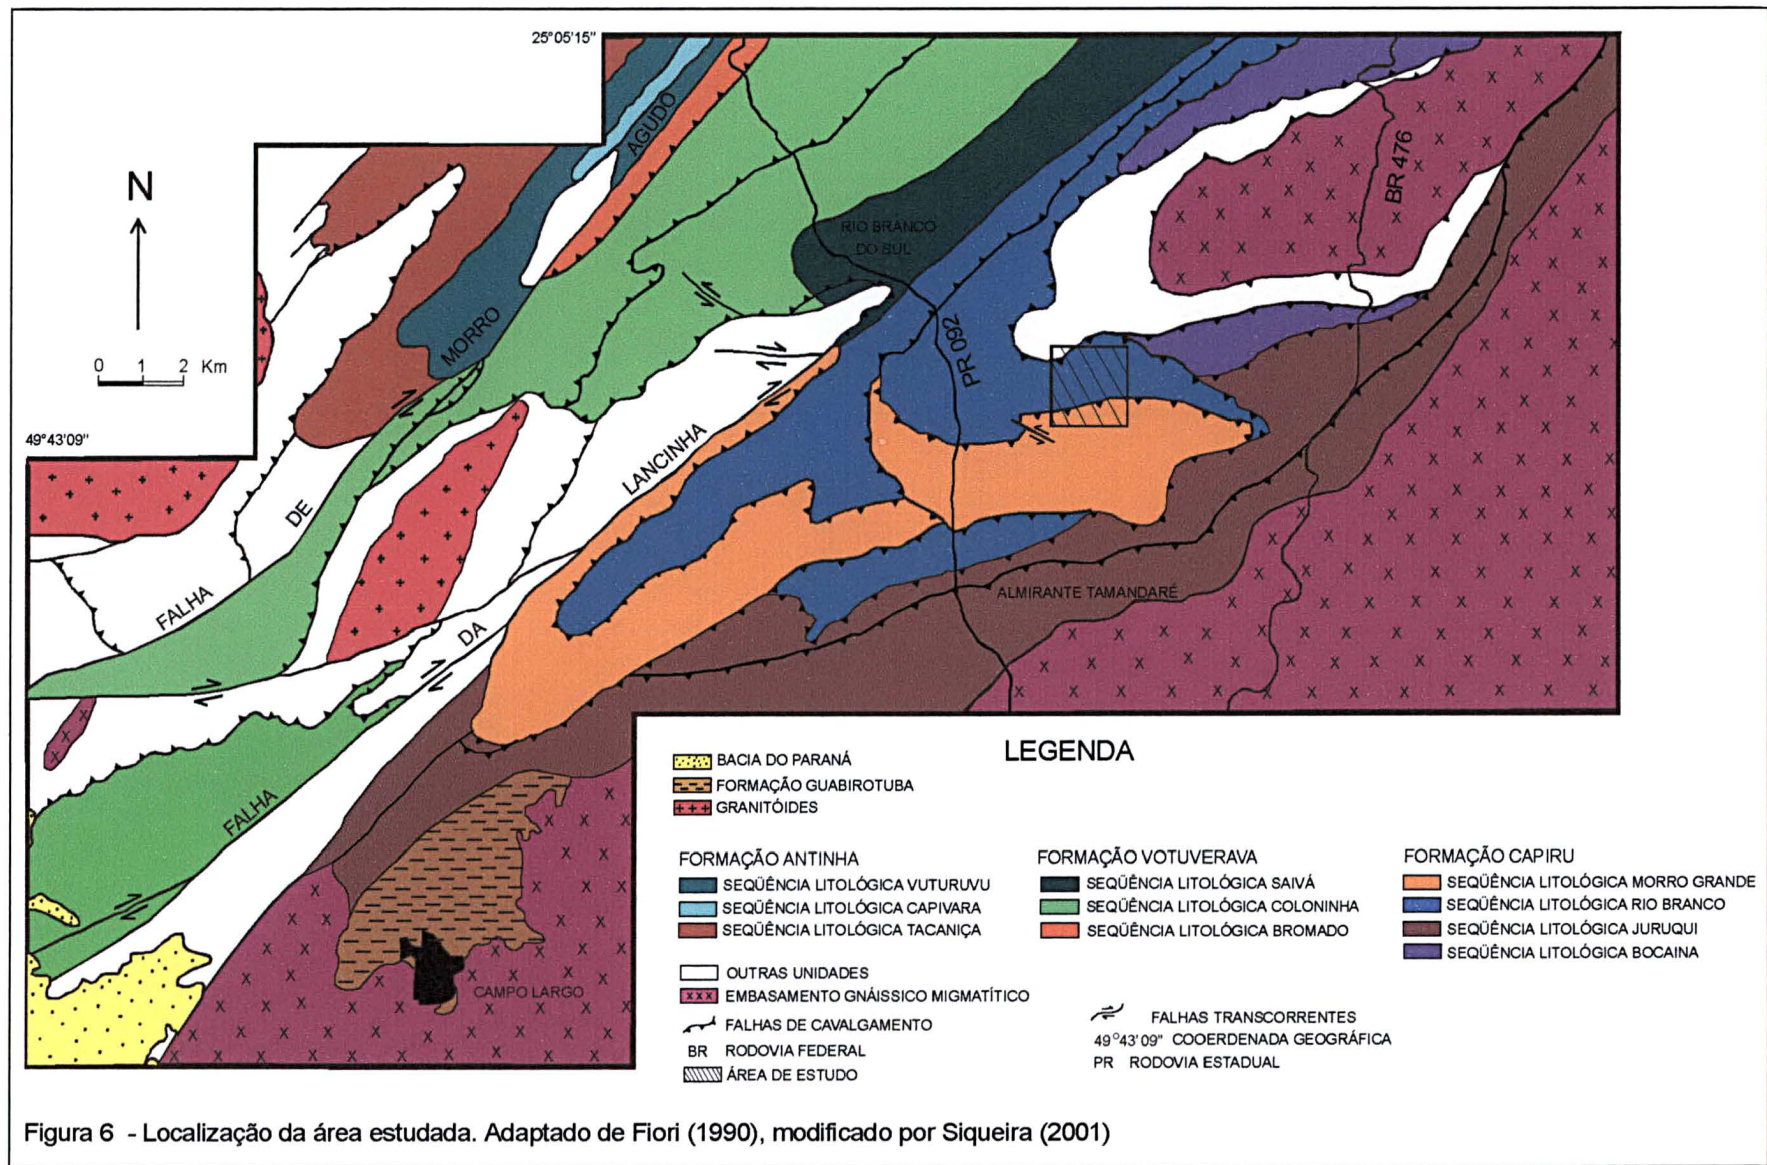 25°05'15"
AGUDO
N
BR 476
RIO BRANCO
DO SUL
MORRO
PR 092
0 1 2 Km
49°43'09"
LANCINHA
DE
FALHA
DA
ALMIRANTE TAMANDARÉ
FALHA
CAMPO LARGO
LEGENDA
BACIA DO PARANÁ
FORMAÇÃO GUABIROTUBA
GRANITÓIDES
FORMAÇÃO ANTINHA
SEQÜÊNCIA LITOLÓGICA VUTURUVU
SEQÜÊNCIA LITOLÓGICA CAPIVARA
SEQÜÊNCIA LITOLÓGICA TACANIÇA
FORMAÇÃO VOTUVERAVA
SEQÜÊNCIA LITOLÓGICA SAIVÁ
SEQÜÊNCIA LITOLÓGICA COLONINHA
SEQÜÊNCIA LITOLÓGICA BROMADO
FORMAÇÃO CAPIRU
SEQÜÊNCIA LITOLÓGICA MORRO GRANDE
SEQÜÊNCIA LITOLÓGICA RIO BRANCO
SEQÜÊNCIA LITOLÓGICA JURUQUI
SEQÜÊNCIA LITOLÓGICA BOCAINA
OUTRAS UNIDADES
EMBASAMENTO GNÁISSICO MIGMATÍTICO
FALHAS DE CAVALGAMENTO
BR RODOVIA FEDERAL
ÁREA DE ESTUDO
FALHAS TRANSCORRENTES
49°43'09" COOERDENADA GEOGRÁFICA
PR RODOVIA ESTADUAL
Figura 6 - Localização da área estudada. Adaptado de Fiori (1990), modificado por Siqueira (2001)